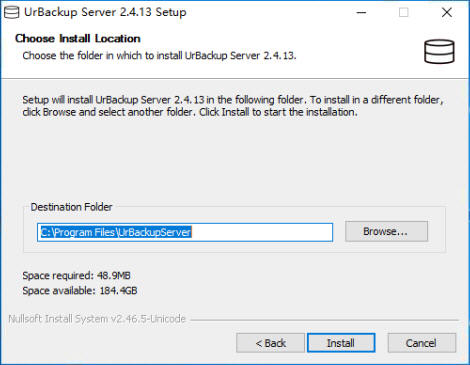 UrBackup Server 2.4.13 Setup
Choose Install Location
Choose the folder in which to install UrBackup Server 2.4.13.
Setup will install UrBackup Server 2.4.13 in the following folder. To install in a different folder,
click Browse and select another folder. Click Install to start the installation.
Destination Folder
C:\Program Files\UrBackupServer
Browse...
Space required: 48.9MB
Space available: 184.4GB
Nullsoft Install System v2.46.5-Unicode
< Back
Install
Cancel